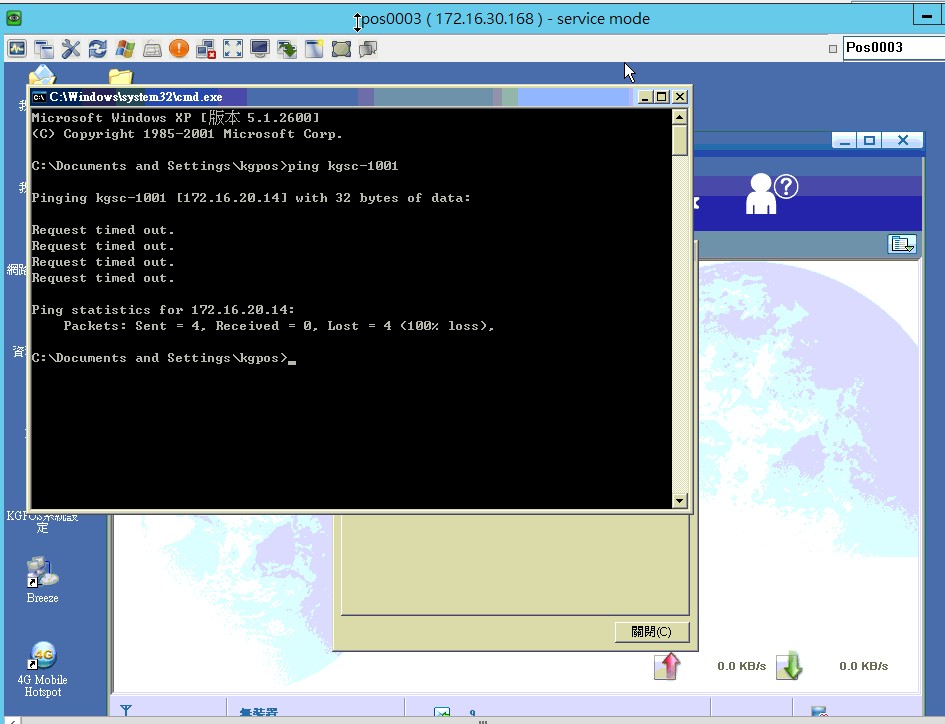 pos0003 ( 172.16.30.168 ) - service mode
Pos0003
C:\Windows\system32\cmd.exe
Microsoft Windows XP [版本 5.1.2600]
(C) Copyright 1985-2001 Microsoft Corp.
C:\Documents and Settings\kgpos>ping kgsc-1001
Pinging kgsc-1001 [172.16.20.14] with 32 bytes of data:
Request timed out.
Request timed out.
Request timed out.
Request timed out.
Ping statistics for 172.16.20.14:
Packets: Sent = 4, Received = 0, Lost = 4 (100% loss),
C:\Documents and Settings\kgpos>
我
我
網路
資
KGPOS系統設
定
Breeze
4G Mobile
Hotspot
關閉(C)
0.0 KB/s
0.0 KB/s
無裝置